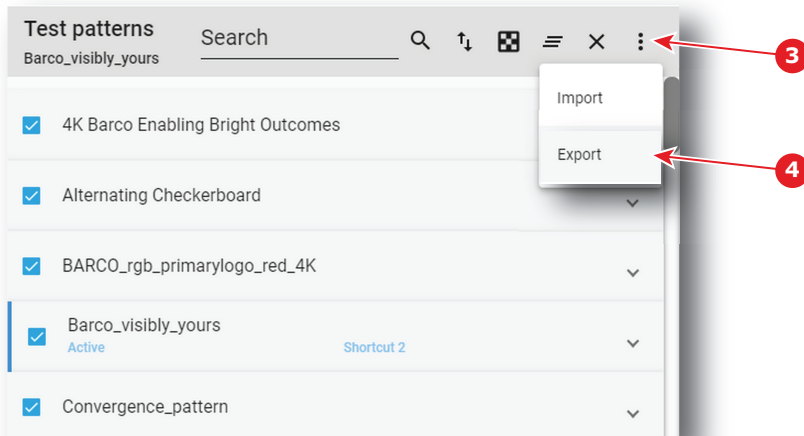 Test patterns
Barco_visibly_yours
Search
3
Import
Export
4
4K Barco Enabling Bright Outcomes
Alternating Checkerboard
BARCO_rgb_primarylogo_red_4K
Barco_visibly_yours
Active Shortcut 2
Convergence_pattern